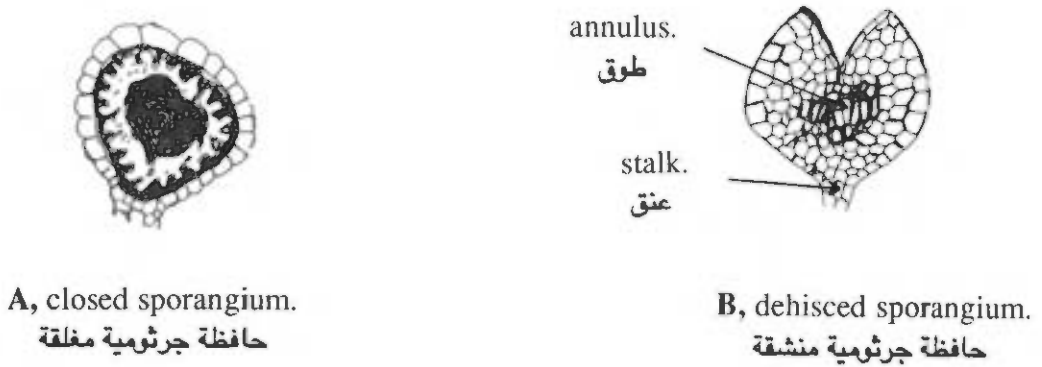 annulus.
طوق
stalk.
عنق
A, closed sporangium.
حافظة جرثومية مغلقة
B, dehisced sporangium.
حافظة جرثومية منشقة